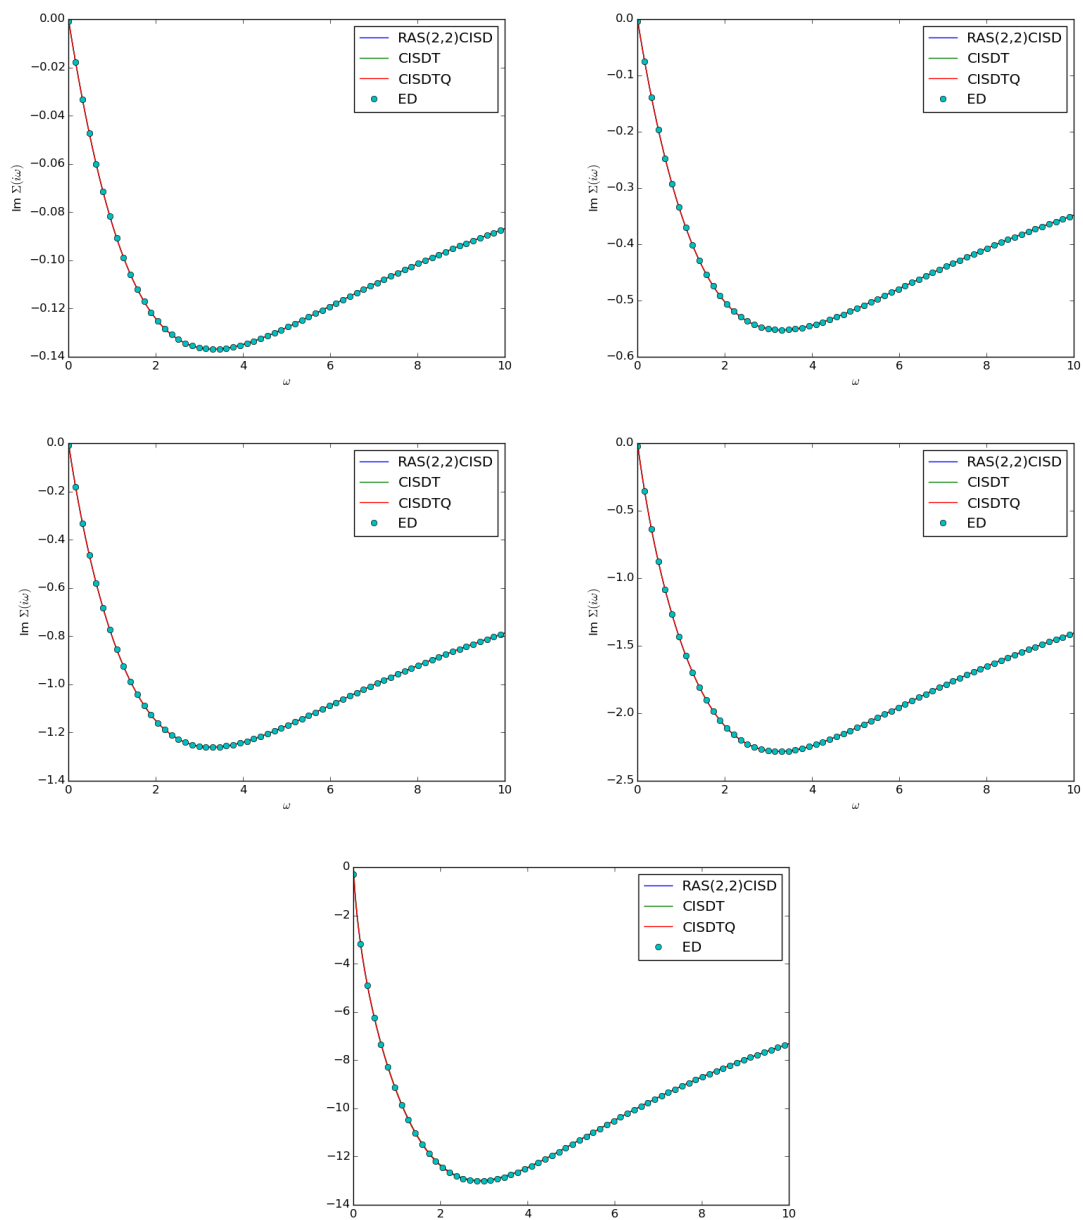 0.00
−0.02
−0.04
−0.06
−0.08
−0.10
−0.12
−0.14
Im Σ(iω)
0 2 4 6 8 10
ω
RAS(2,2)CISD
CISDT
CISDTQ
ED
0.0
−0.1
−0.2
−0.3
−0.4
−0.5
−0.6
Im Σ(iω)
0 2 4 6 8 10
ω
RAS(2,2)CISD
CISDT
CISDTQ
ED
0.0
−0.2
−0.4
−0.6
−0.8
−1.0
−1.2
−1.4
Im Σ(iω)
0 2 4 6 8 10
ω
RAS(2,2)CISD
CISDT
CISDTQ
ED
0.0
−0.5
−1.0
−1.5
−2.0
−2.5
Im Σ(iω)
0 2 4 6 8 10
ω
RAS(2,2)CISD
CISDT
CISDTQ
ED
0
−2
−4
−6
−8
−10
−12
−14
0 2 4 6 8 10
RAS(2,2)CISD
CISDT
CISDTQ
ED